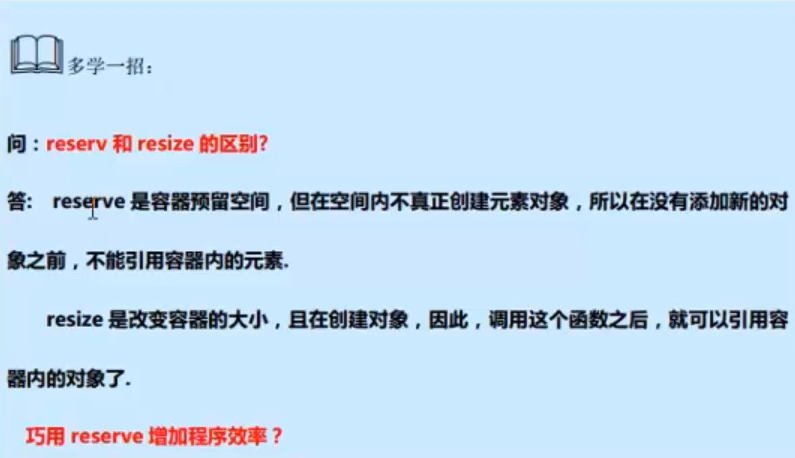 多学一招：
问：reserv 和 resize 的区别?
答： reserve 是容器预留空间，但在空间内不真正创建元素对象，所以在没有添加新的对
象之前，不能引用容器内的元素.
resize 是改变容器的大小，且在创建对象，因此，调用这个函数之后，就可以引用容
器内的对象了.
巧用 reserve 增加程序效率？